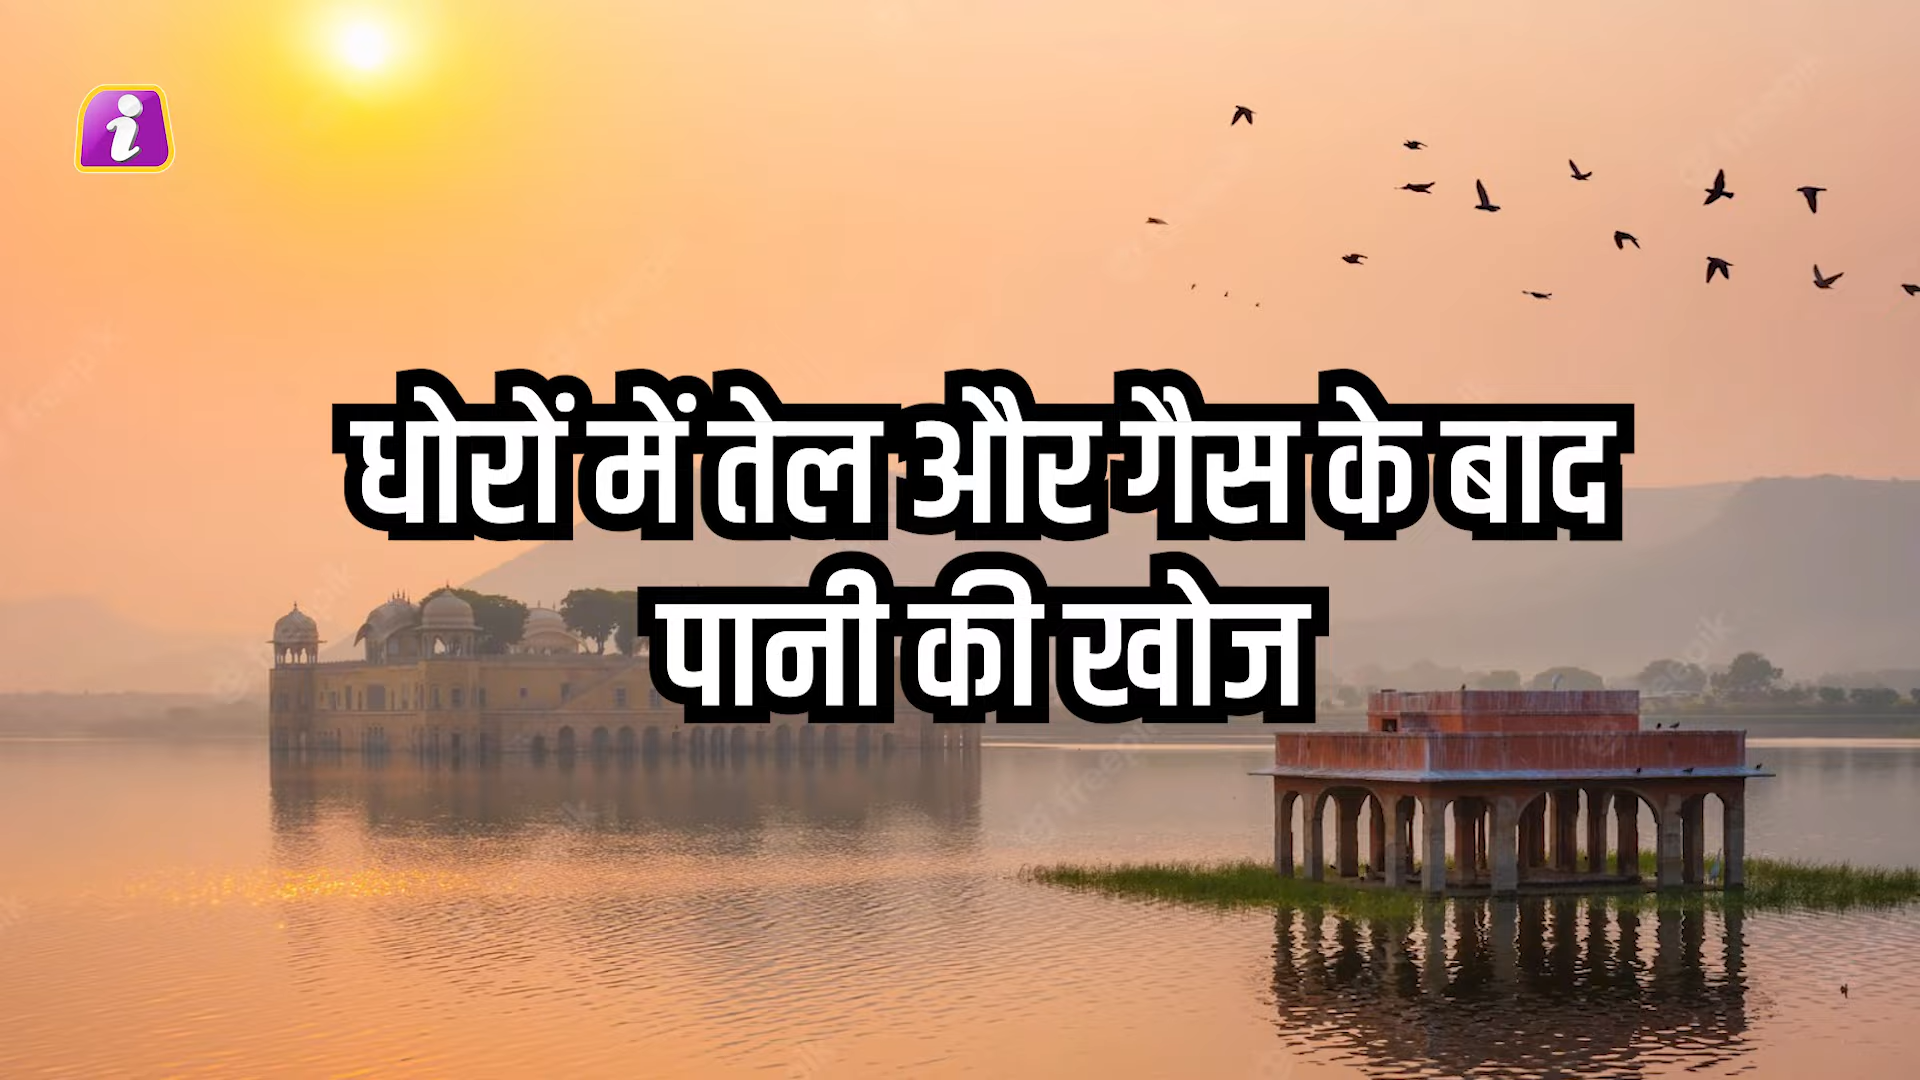 धोरों में तेल और गैस के बाद
पानी की खोज